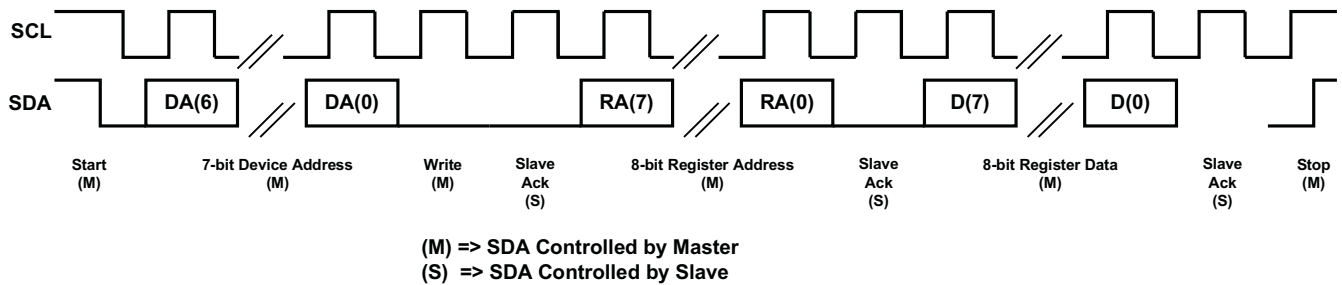 SCL
SDA
DA(6)
DA(0)
RA(7)
RA(0)
D(7)
D(0)
Start
(M)
7-bit Device Address
(M)
Write
(M)
Slave
Ack
(S)
8-bit Register Address
(M)
Slave
Ack
(S)
8-bit Register Data
(M)
Slave
Ack
(S)
Stop
(M)
(M) => SDA Controlled by Master
(S) => SDA Controlled by Slave